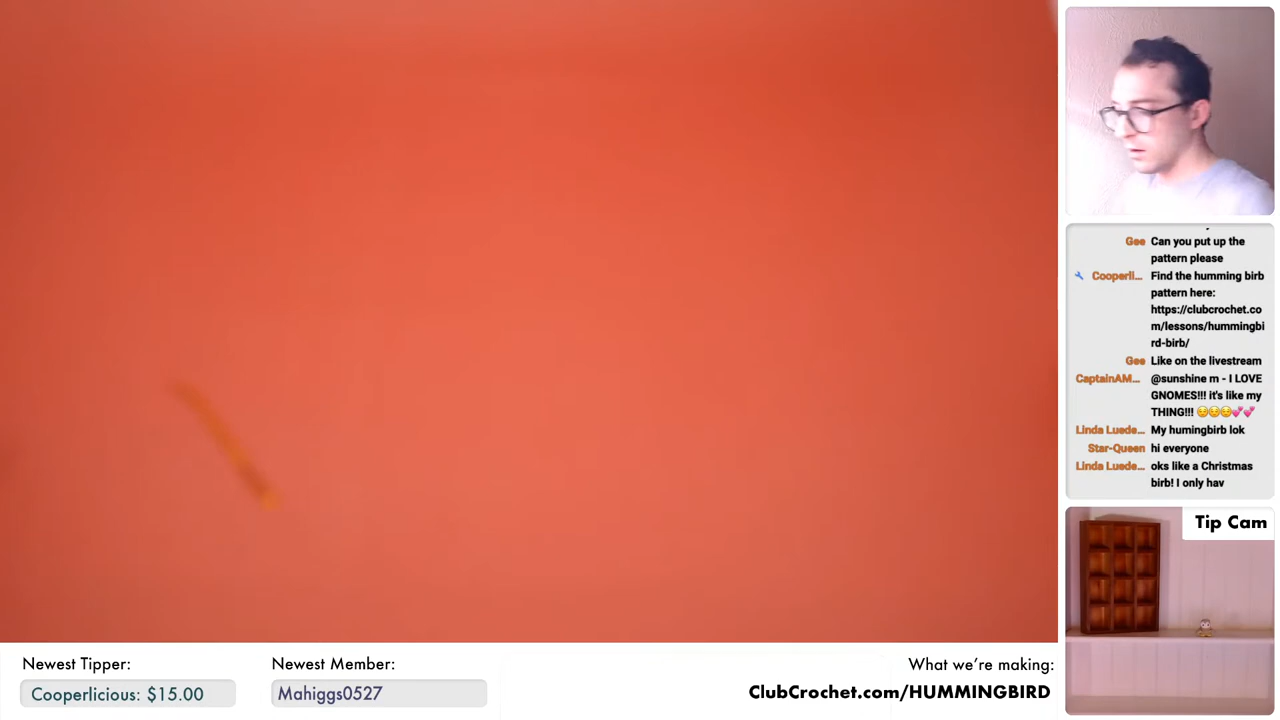 Gee Can you put up the
pattern please
Cooperli... Find the humming birb
pattern here:
https://clubcrochet.co
m/lessons/hummingbi
rd-birb/
Gee Like on the livestream
CaptainAM... @sunshine m - I LOVE
GNOMES!!! it's like my
THING!!! 😏😏😏💕💕
Linda Luede... My humingbirb lok
Star-Queen hi everyone
Linda Luede... oks like a Christmas
birb! I only hav
Tip Cam
Newest Tipper:
Cooperlicious: $15.00
Newest Member:
Mahiggs0527
What we're making:
ClubCrochet.com/HUMMINGBIRD